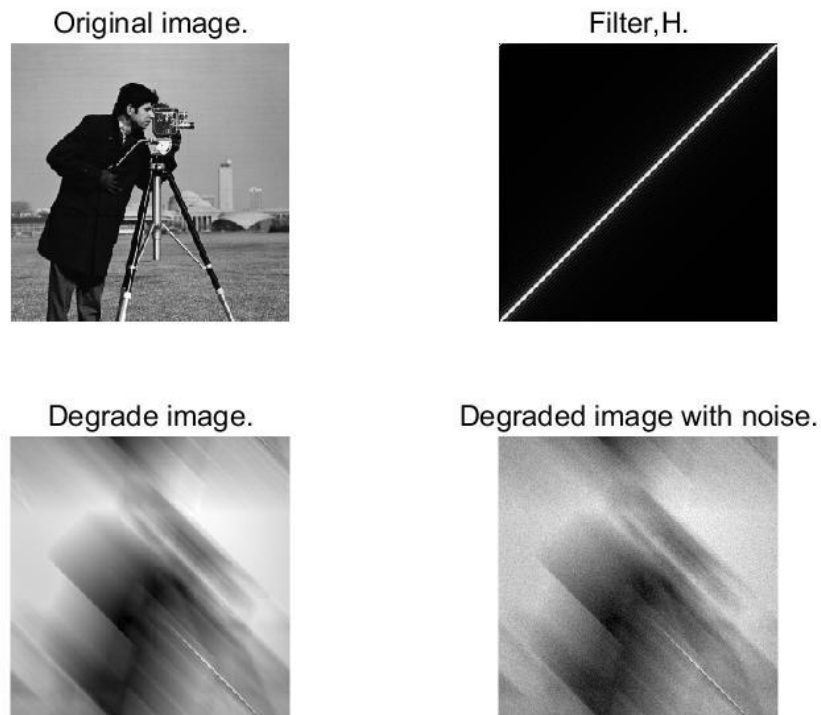 Original image.
Filter,H.
Degrade image.
Degraded image with noise.